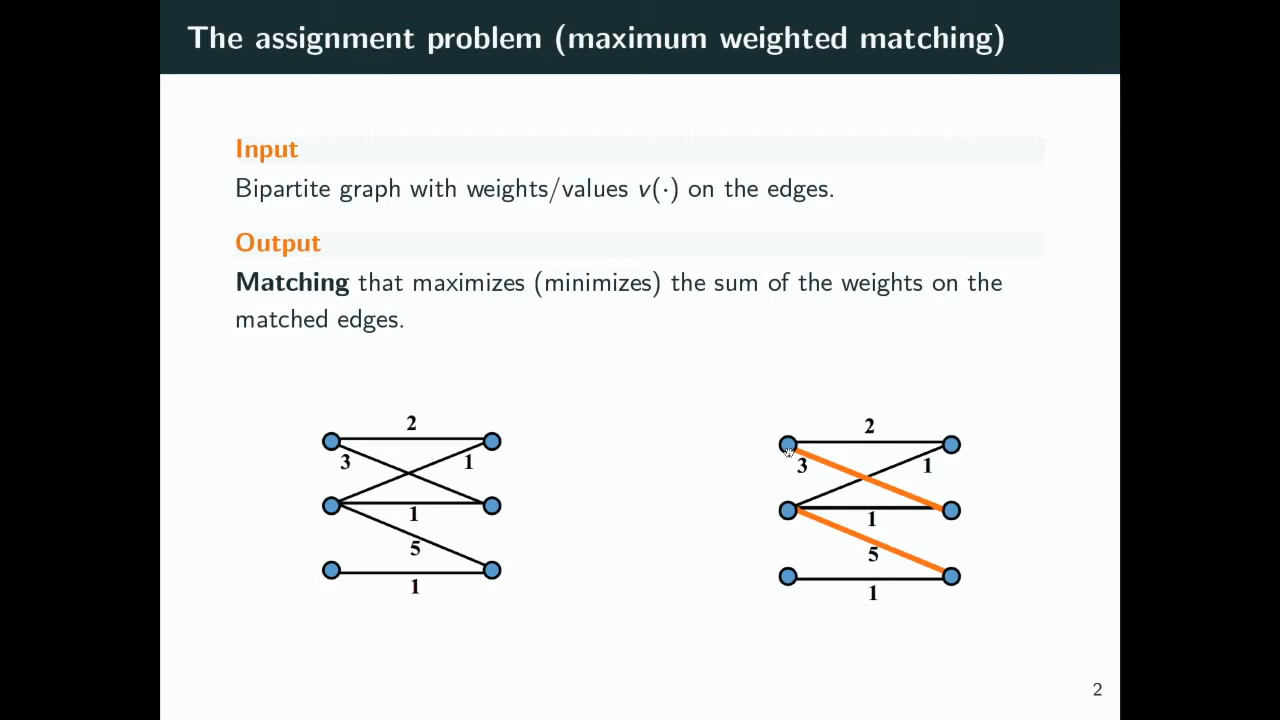 The assignment problem (maximum weighted matching)
Input
Bipartite graph with weights/values v(·) on the edges.
Output
Matching that maximizes (minimizes) the sum of the weights on the
matched edges.
2
3
1
1
5
1
2
3
1
1
5
1
2